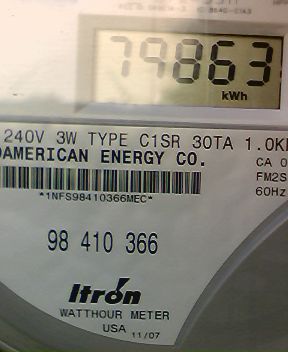 79863
kWh
240V 3W TYPE C1SR 30TA 1.0K
OAMERICAN ENERGY CO.
CA 0
FM2S
60Hz
*1NFS98410366MEC*
98 410 366
Itron
WATTHOUR METER
USA 11/07